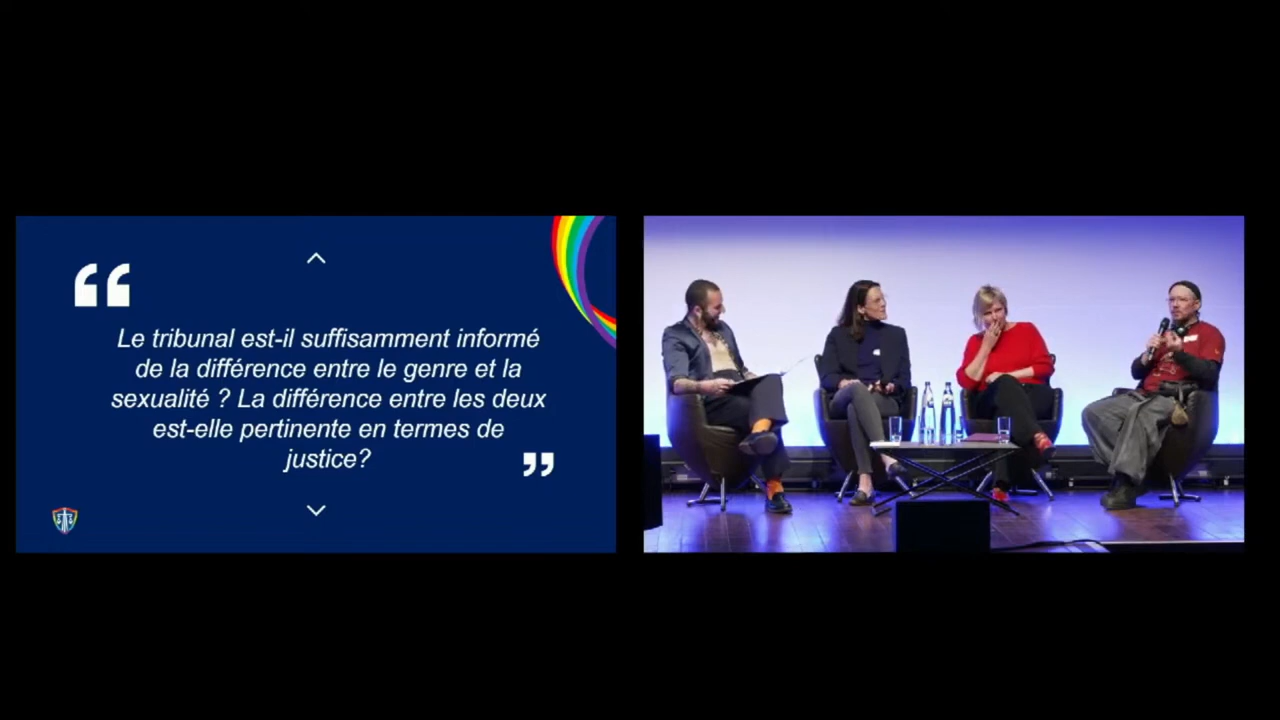 “
Le tribunal est-il suffisamment informé
de la différence entre le genre et la
sexualité ? La différence entre les deux
est-elle pertinente en termes de
justice?
”